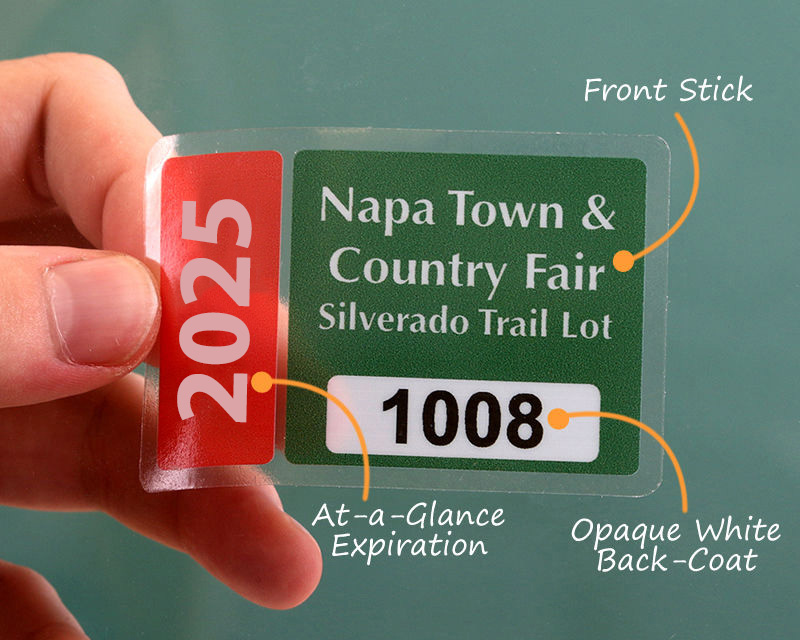 Front Stick
2025
Napa Town &
Country Fair
Silverado Trail Lot
1008
At-a-Glance
Expiration
Opaque White
Back-Coat